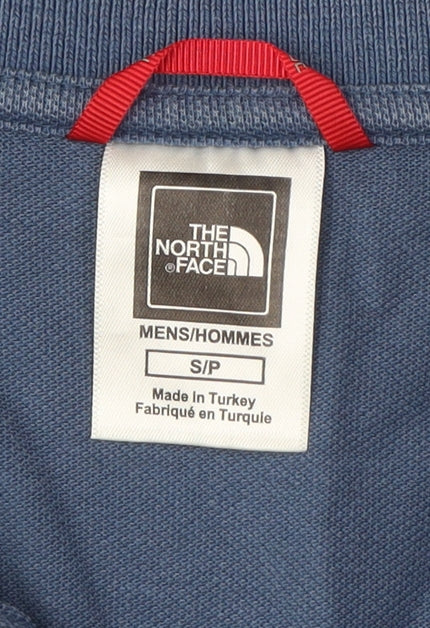 THE
NORTH
®FACE
MENS/HOMMES
S/P
Made in Turkey
Fabriqué en Turquie